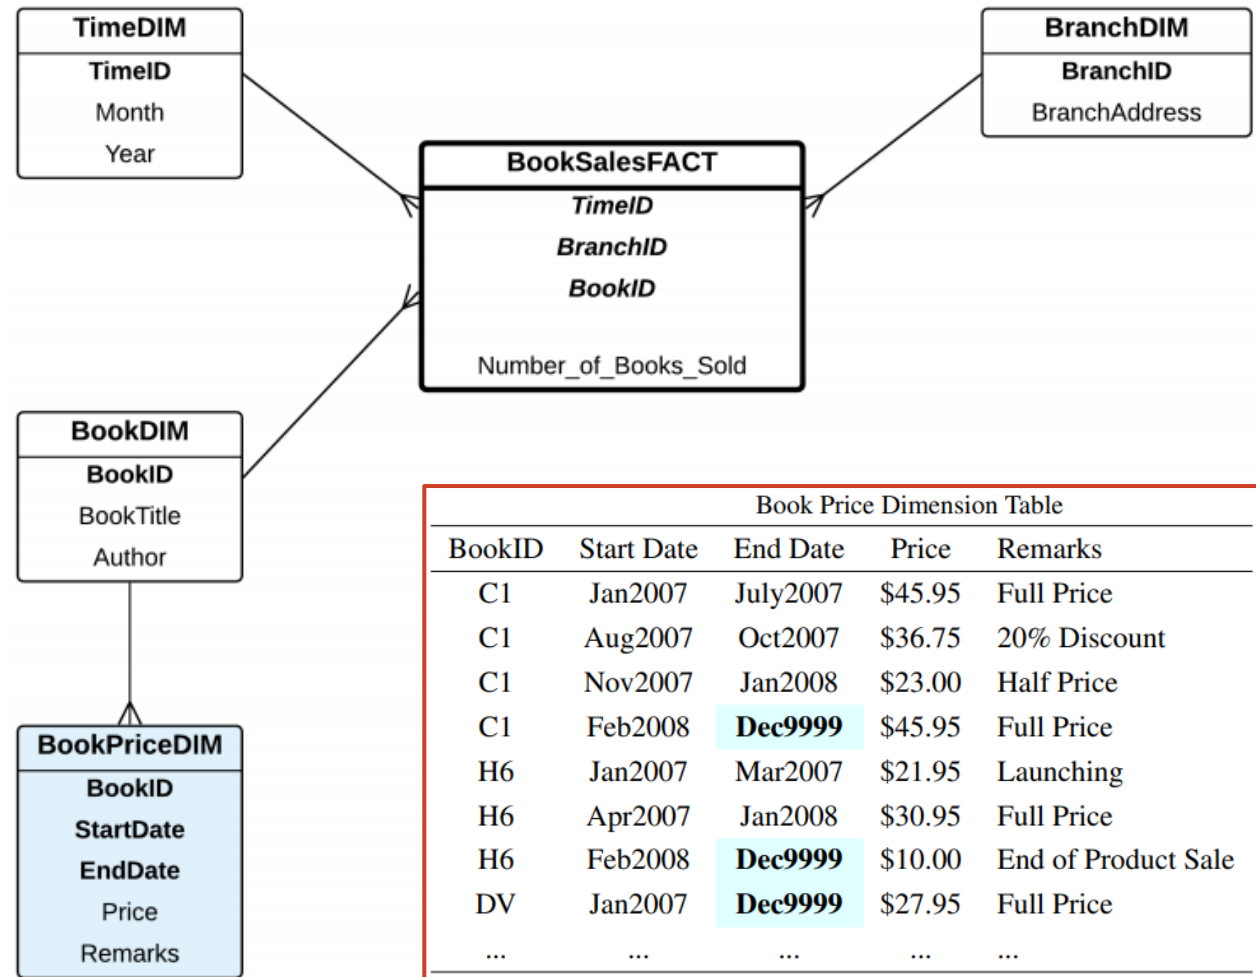 TimeDIM
TimeID
Month
Year
BranchDIM
BranchID
BranchAddress
BookSalesFACT
TimeID
BranchID
BookID
Number_of_Books_Sold
BookDIM
BookID
BookTitle
Author
BookPriceDIM
BookID
StartDate
EndDate
Price
Remarks
Book Price Dimension Table
BookID Start Date End Date Price Remarks
C1 Jan2007 July2007 $45.95 Full Price
C1 Aug2007 Oct2007 $36.75 20% Discount
C1 Nov2007 Jan2008 $23.00 Half Price
C1 Feb2008 Dec9999 $45.95 Full Price
H6 Jan2007 Mar2007 $21.95 Launching
H6 Apr2007 Jan2008 $30.95 Full Price
H6 Feb2008 Dec9999 $10.00 End of Product Sale
DV Jan2007 Dec9999 $27.95 Full Price
... ... ... ... ...